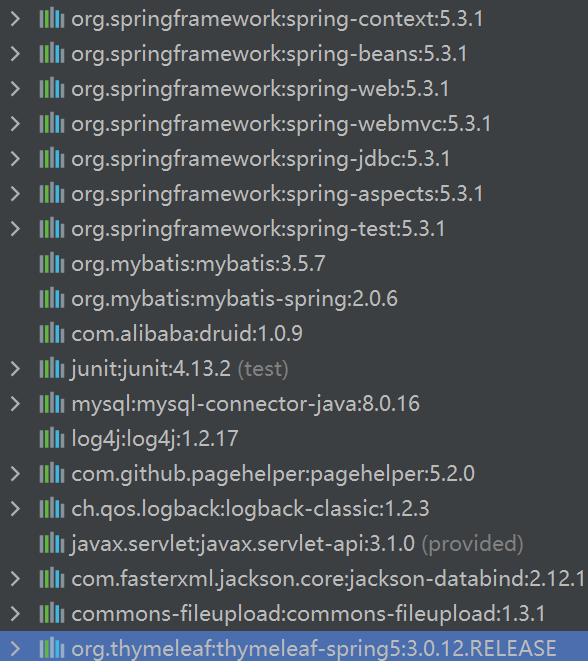 org.springframework:spring-context:5.3.1
org.springframework:spring-beans:5.3.1
org.springframework:spring-web:5.3.1
org.springframework:spring-webmvc:5.3.1
org.springframework:spring-jdbc:5.3.1
org.springframework:spring-aspects:5.3.1
org.springframework:spring-test:5.3.1
org.mybatis:mybatis:3.5.7
org.mybatis:mybatis-spring:2.0.6
com.alibaba:druid:1.0.9
junit:junit:4.13.2 (test)
mysql:mysql-connector-java:8.0.16
log4j:log4j:1.2.17
com.github.pagehelper:pagehelper:5.2.0
ch.qos.logback:logback-classic:1.2.3
javax.servlet:javax.servlet-api:3.1.0 (provided)
com.fasterxml.jackson.core:jackson-databind:2.12.1
commons-fileupload:commons-fileupload:1.3.1
org.thymeleaf:thymeleaf-spring5:3.0.12.RELEASE